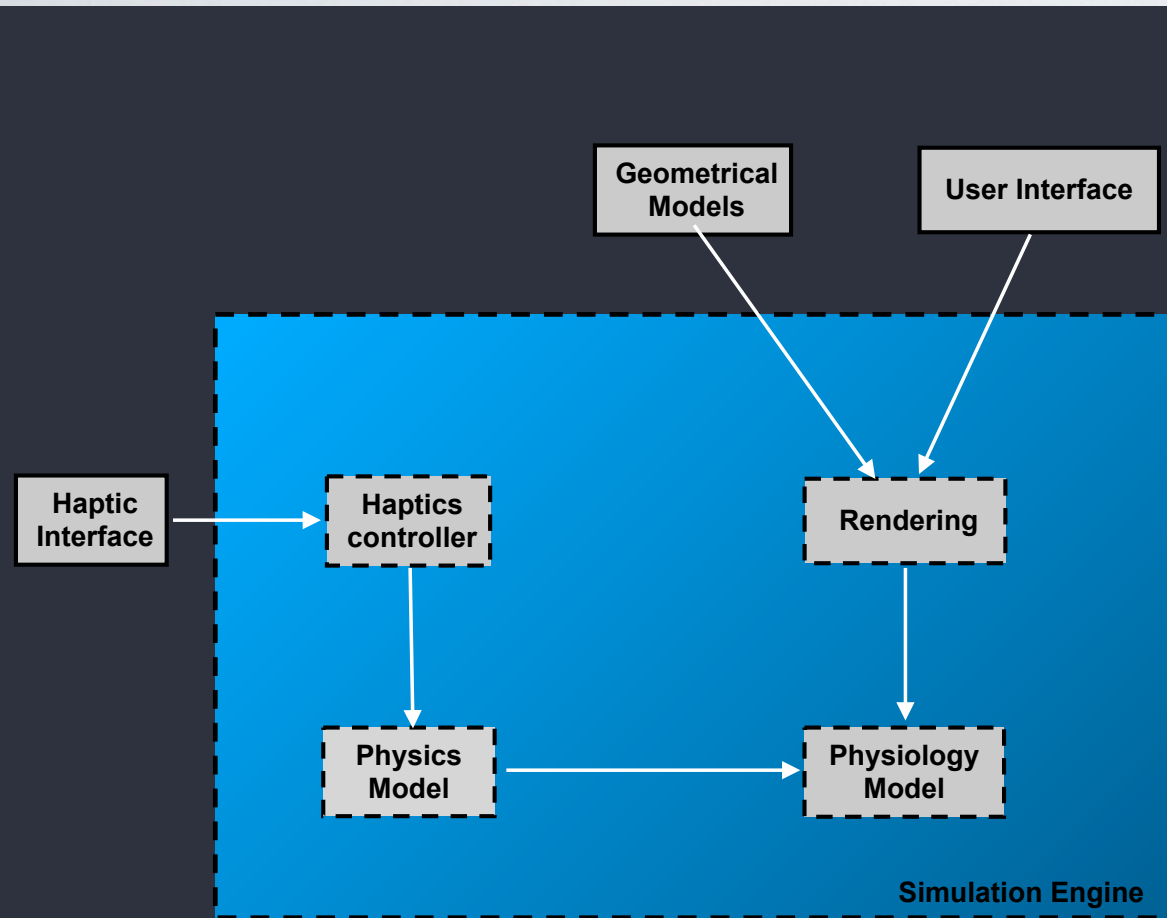 Geometrical
Models
User Interface
Haptic
Interface
Haptics
controller
Rendering
Physics
Model
Physiology
Model
Simulation Engine